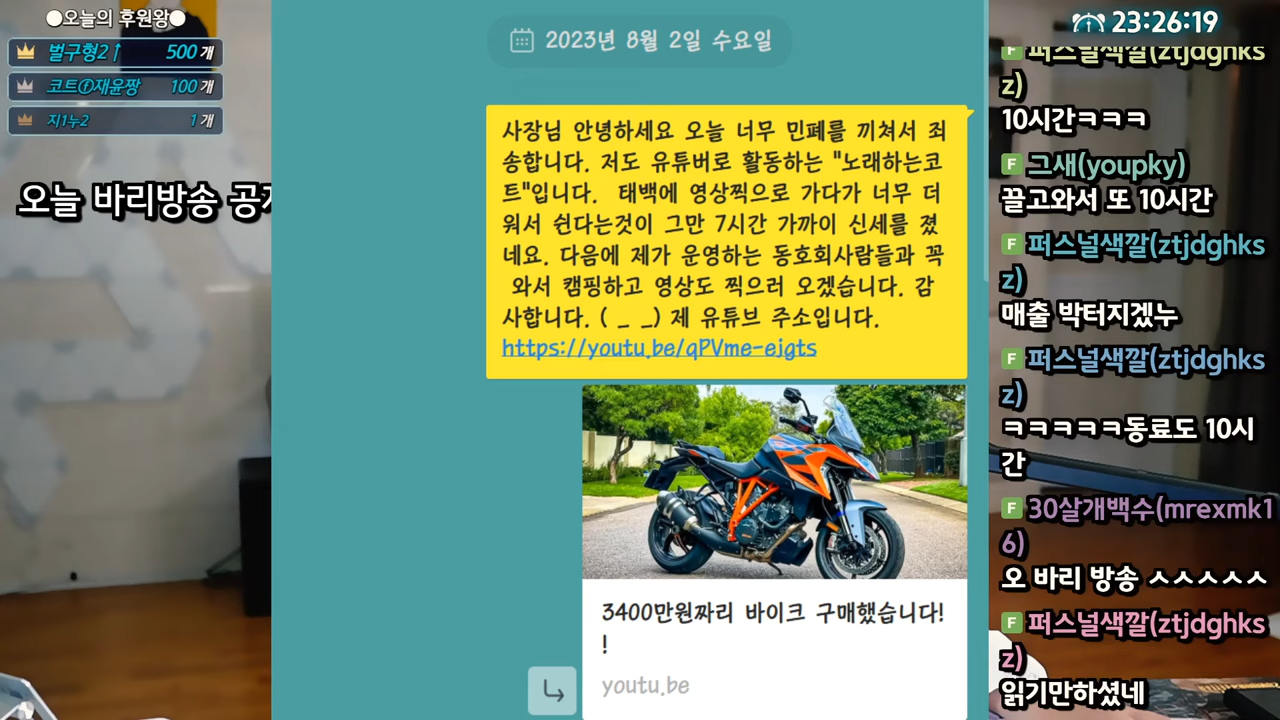 ●오늘의 후원왕●
벌구형2↑ 500 개
코트ⓕ재윤짱 100 개
지1누2 1 개
오늘 바리방송 공지
2023년 8월 2일 수요일
사장님 안녕하세요 오늘 너무 민폐를 끼쳐서 죄
송합니다. 저도 유튜버로 활동하는 "노래하는코
트"입니다. 태백에 영상찍으로 가다가 너무 더
워서 쉰다는것이 그만 7시간 가까이 신세를 졌
네요. 다음에 제가 운영하는 동호회사람들과 꼭
와서 캠핑하고 영상도 찍으러 오겠습니다. 감
사합니다. ( _ _) 제 유튜브 주소입니다.
https://youtu.be/qPVme-ejgts
3400만원짜리 바이크 구매했습니다!
!
youtu.be
23:26:19
F 퍼스널색깔(ztjdghks
z)
10시간ㅋㅋㅋ
F 그새(youpky)
끌고와서 또 10시간
F 퍼스널색깔(ztjdghks
z)
매출 박터지겠누
F 퍼스널색깔(ztjdghks
z)
ㅋㅋㅋㅋㅋ동료도 10시
간
F 30살개백수(mrexmk1
6)
오 바리 방송 ㅅㅅㅅㅅㅅ
F 퍼스널색깔(ztjdghks
z)
읽기만하셨네